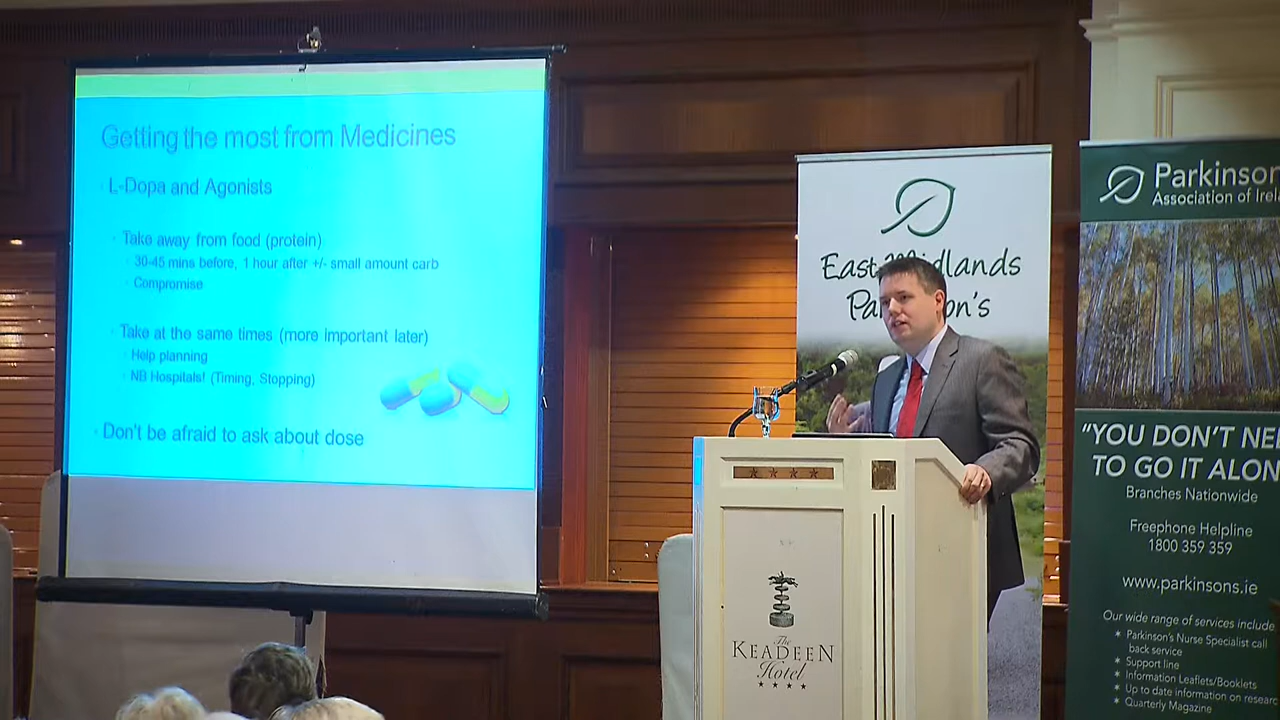 Getting the most from Medicines
L-Dopa and Agonists
Take away from food (protein)
30-45 mins before, 1 hour after +/- small amount carb
Compromise
Take at the same times (more important later)
Help planning
NB Hospitals! (Timing, Stopping)
Don't be afraid to ask about dose
East Midlands
Park on's
The
KEADEEN
Hotel
Parkinson
Association of Irela
"YOU DON'T NE
TO GO IT ALON
Branches Nationwide
Freephone Helpline
1800 359 359
www.parkinsons.ie
Our wide range of services include
* Parkinson's Nurse Specialist call
back service
* Support line
* Information Leaflets/Booklets
* Up to date information on researc
* Quarterly Magazine